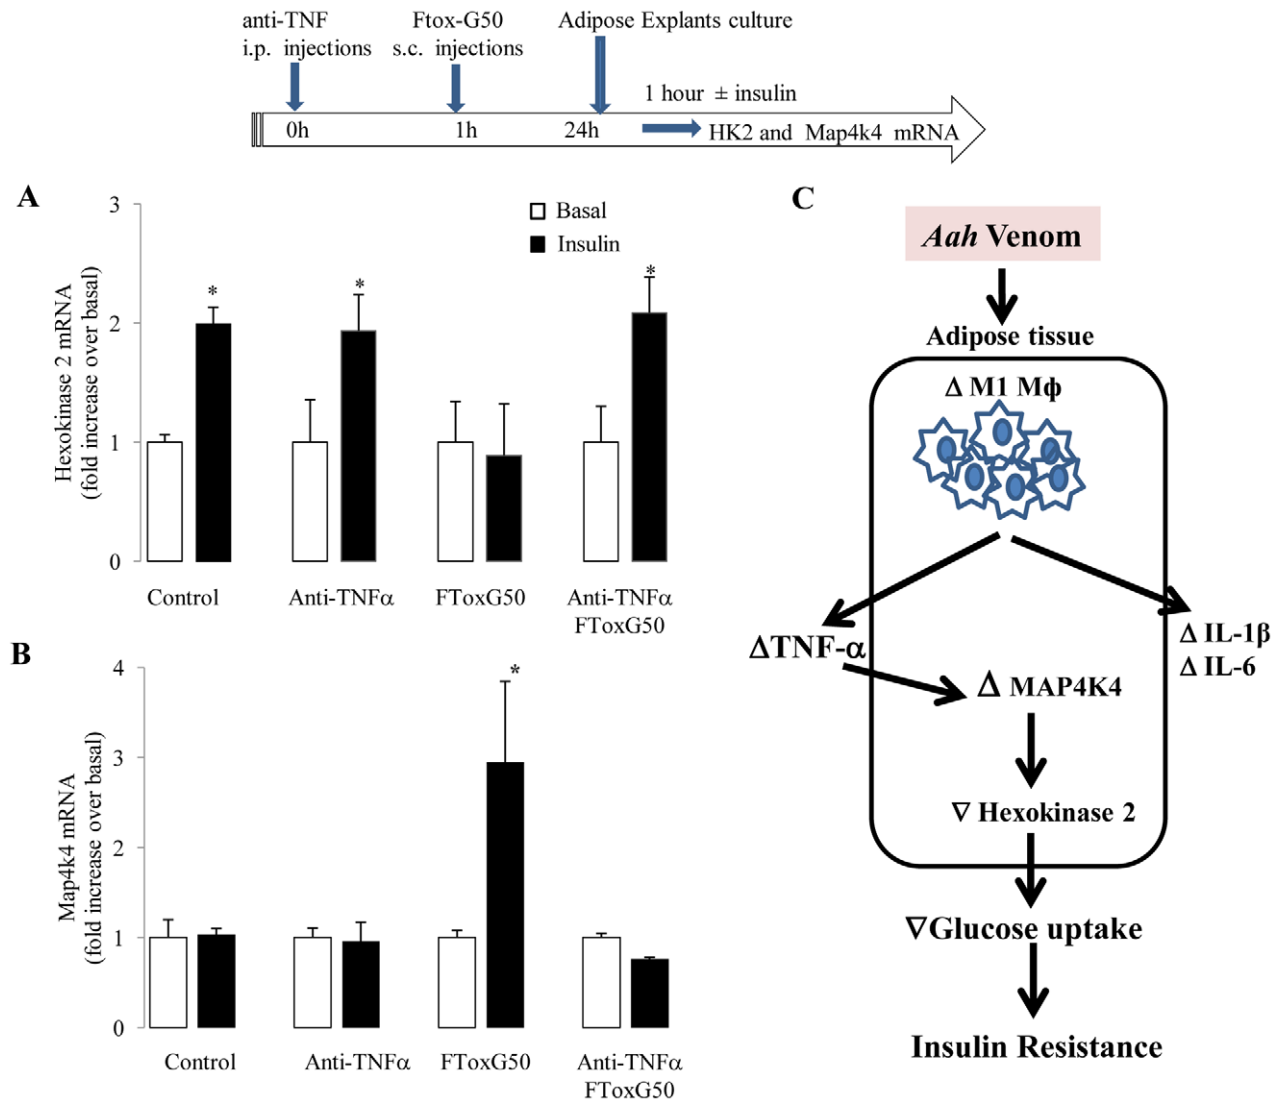 anti-TNF
i.p. injections
Ftox-G50
s.c. injections
Adipose Explants culture
1 hour ± insulin
0h
1h
24h
HK2 and Map4k4 mRNA
A
Hexokinase 2 mRNA
(fold increase over basal)
3
2
1
0
Basal
Insulin
*
*
*
Control
Anti-TNFα
FToxG50
Anti-TNFα
FToxG50
B
Map4k4 mRNA
(fold increase over basal)
4
3
2
1
0
*
Control
Anti-TNFα
FToxG50
Anti-TNFα
FToxG50
C
Aah Venom
Adipose tissue
Δ M1 Mϕ
ΔTNF-α
Δ IL-1β
Δ IL-6
Δ MAP4K4
∇ Hexokinase 2
∇Glucose uptake
Insulin Resistance